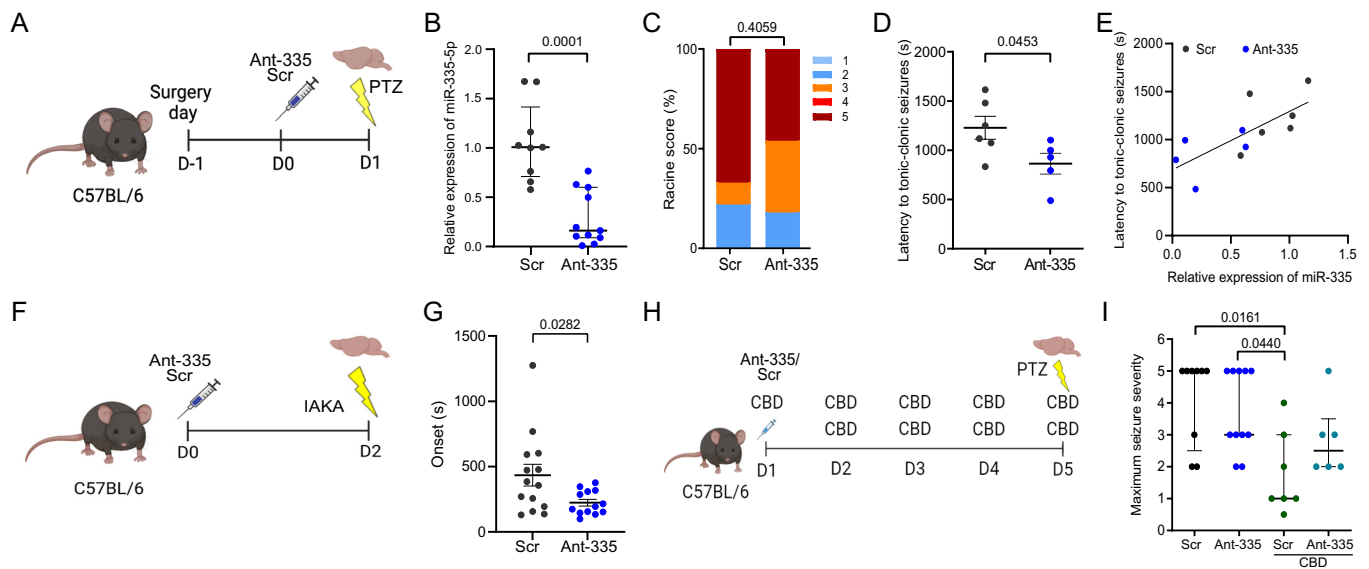 A
Ant-335
Scr
PTZ
Surgery
day
D-1
D0
D1
C57BL/6
B
0.0001
Relative expression of miR-335-5p
2.0
1.5
1.0
0.5
0.0
Scr
Ant-335
C
0.4059
Racine score (%)
100
50
0
Scr
Ant-335
1
2
3
4
5
D
0.0453
Latency to tonic-clonic seizures (s)
2000
1500
1000
500
0
Scr
Ant-335
E
Scr
Ant-335
Latency to tonic-clonic seizures (s)
2000
1500
1000
500
0
0.0
0.5
1.0
1.5
Relative expression of miR-335
F
Ant-335
Scr
IAKA
D0
D2
C57BL/6
G
0.0282
Onset (s)
1500
1000
500
0
Scr
Ant-335
H
Ant-335/
Scr
PTZ
CBD CBD CBD CBD CBD
CBD CBD CBD CBD
D1 D2 D3 D4 D5
C57BL/6
I
0.0161
0.0440
Maximum seizure severity
6
5
4
3
2
1
0
Scr Ant-335 Scr Ant-335
CBD